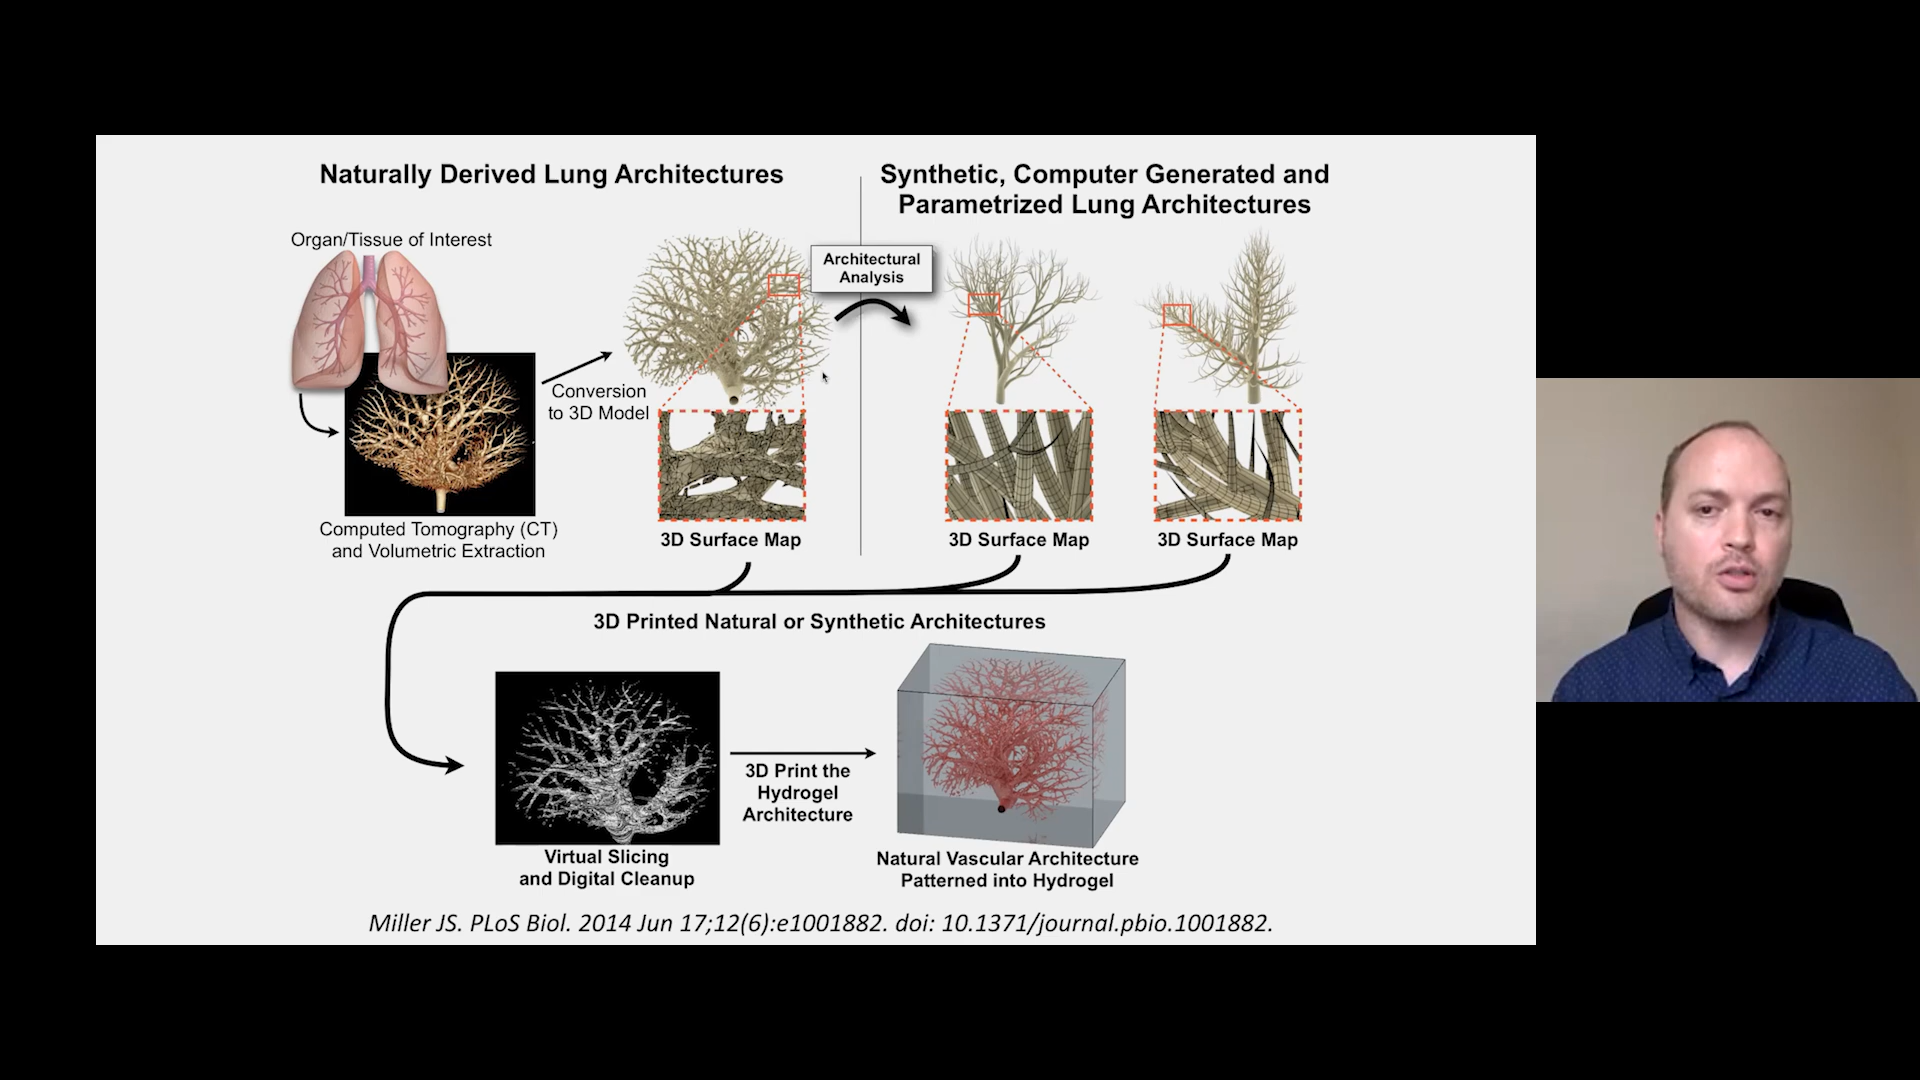 Naturally Derived Lung Architectures
Synthetic, Computer Generated and
Parametrized Lung Architectures
Organ/Tissue of Interest
Architectural
Analysis
Conversion
to 3D Model
Computed Tomography (CT)
and Volumetric Extraction
3D Surface Map
3D Surface Map
3D Surface Map
3D Printed Natural or Synthetic Architectures
3D Print the
Hydrogel
Architecture
Virtual Slicing
and Digital Cleanup
Natural Vascular Architecture
Patterned into Hydrogel
Miller JS. PLoS Biol. 2014 Jun 17;12(6):e1001882. doi: 10.1371/journal.pbio.1001882.